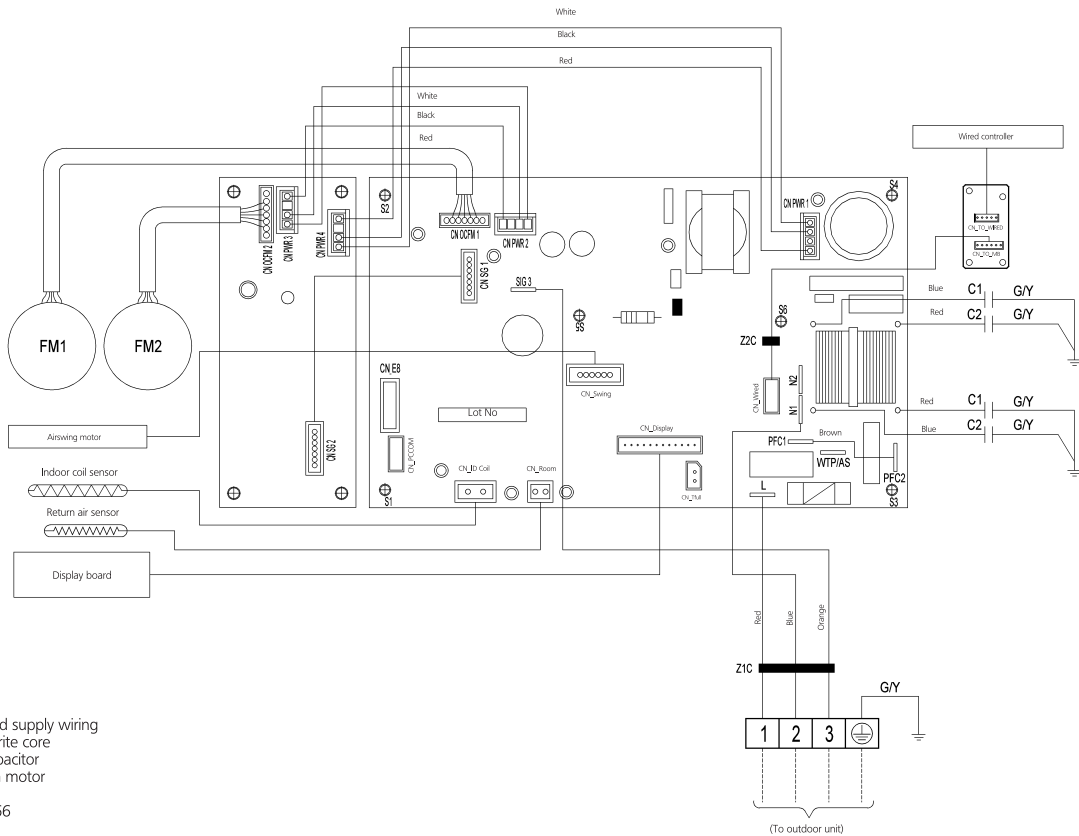 White
Black
Red
White
Black
Red
Wired controller
CN_TO_WIRED
CN_TO_MB
S2
S4
CN OCFM 2
CN PWR 3
CN PWR 4
CN OCFM 1
CN PWR 2
CN PWR 1
CN SG 1
SIG 3
S5
S6
Z2C
FM1
FM2
Blue
C1
G/Y
Red
C2
G/Y
Red
C1
G/Y
Blue
C2
G/Y
CN_E8
CN_Swing
Lot No
CN_Wired
N2
N1
Airswing motor
CN SG 2
CN_PCCOM
CN_Display
Brown
PFC1
WTP/AS
PFC2
Indoor coil sensor
CN_ID Coil
CN_Room
CN_Tfull
L
S1
S3
Return air sensor
Display board
Red
Blue
Orange
Z1C
G/Y
1 2 3
d supply wiring
rite core
pacitor
n motor
66
(To outdoor unit)